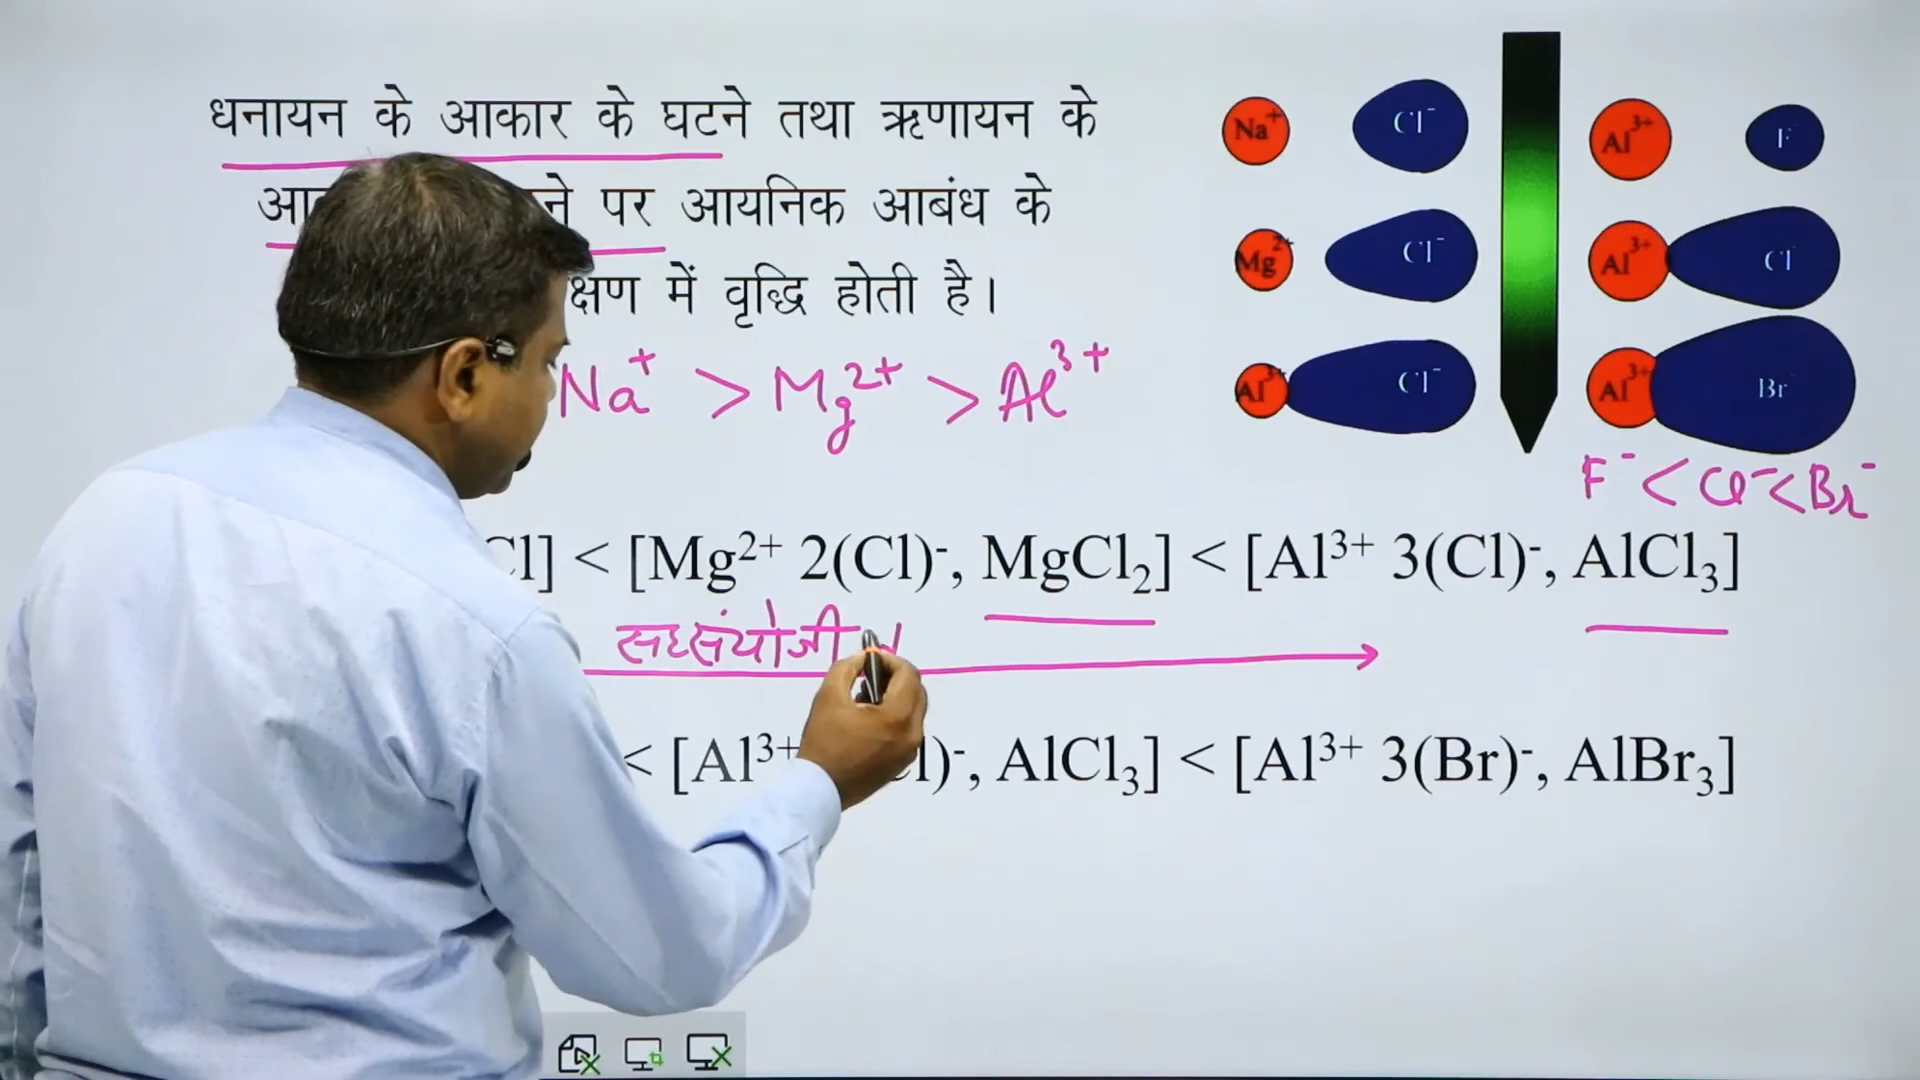 धनायन के आकार के घटने तथा ऋणायन के
पर आयनिक आबंध के
में वृद्धि होती है।
Na⁺ > Mg²⁺ > Al³⁺
Na⁺ Cl⁻
Mg²⁺ Cl⁻
Al³⁺ Cl⁻
Al³⁺ F
Al³⁺ Cl
Al³⁺ Br
F⁻ < Cl⁻ < Br⁻
Cl] < [Mg²⁺ 2(Cl)⁻, MgCl₂] < [Al³⁺ 3(Cl)⁻, AlCl₃]
< [Al³⁺ l)⁻, AlCl₃] < [Al³⁺ 3(Br)⁻, AlBr₃]